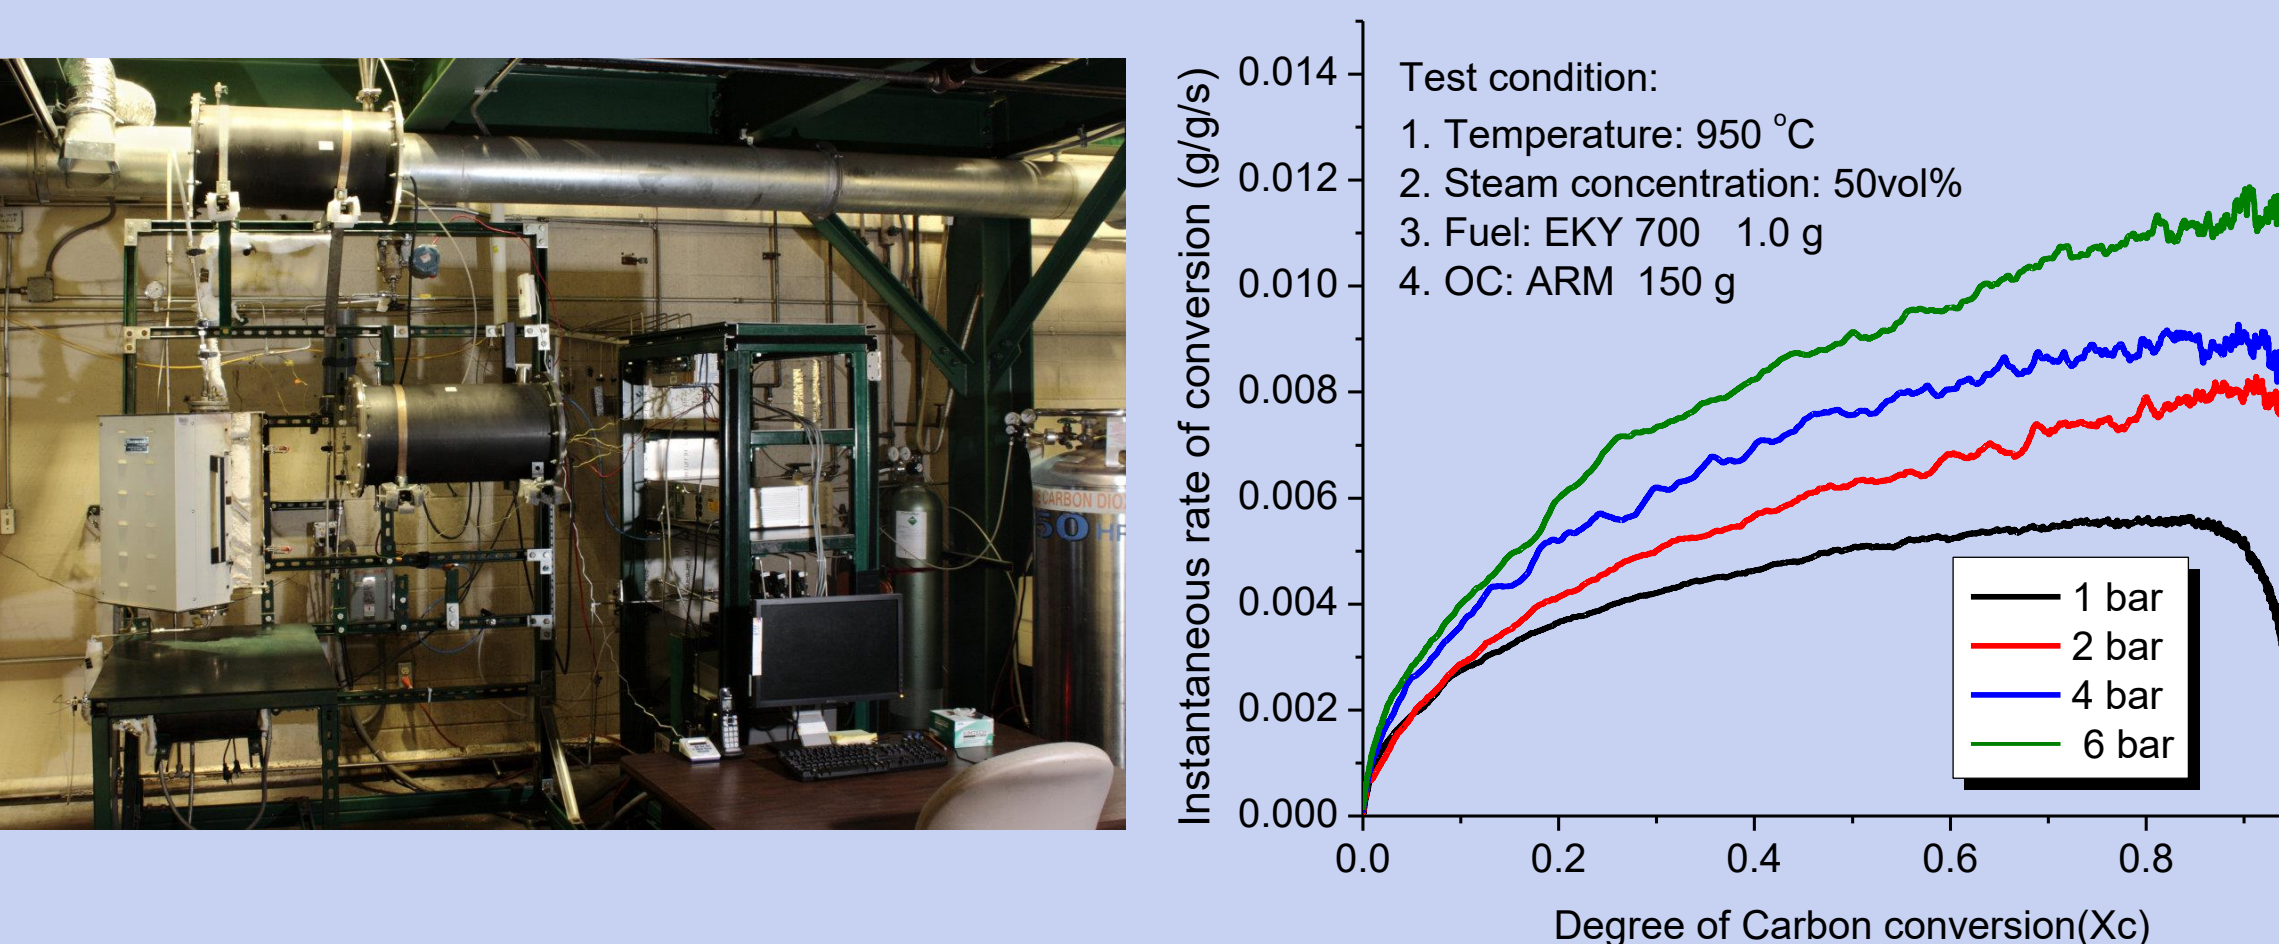 CARBON DIO
50 HP
Instantaneous rate of conversion (g/g/s)
0.014
0.012
0.010
0.008
0.006
0.004
0.002
0.000
Test condition:
1. Temperature: 950 °C
2. Steam concentration: 50vol%
3. Fuel: EKY 700 1.0 g
4. OC: ARM 150 g
1 bar
2 bar
4 bar
6 bar
0.0 0.2 0.4 0.6 0.8
Degree of Carbon conversion(Xc)